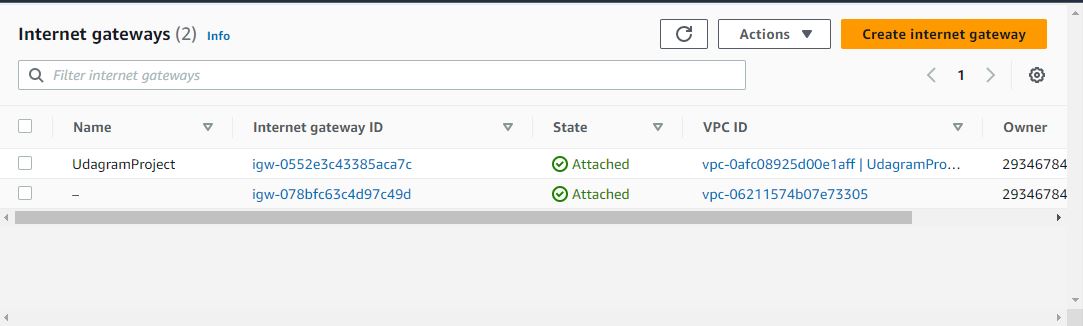 Internet gateways (2) Info Actions Create internet gateway
Filter internet gateways 1
Name Internet gateway ID State VPC ID Owner
UdagramProject igw-0552e3c43385aca7c Attached vpc-0afc08925d00e1aff | UdagramPro... 29346784
– igw-078bfc63c4d97c49d Attached vpc-06211574b07e73305 29346784